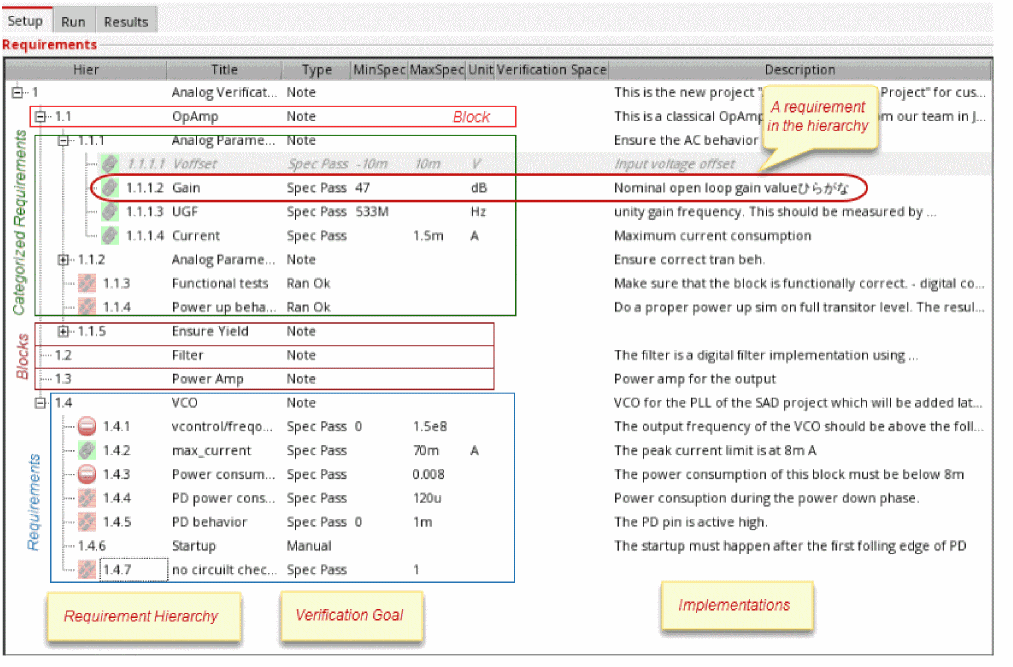 Setup Run Results
Requirements
Hier Title Type MinSpec MaxSpec Unit Verification Space Description
1 Analog Verificat... Note This is the new project "A Project" for cus...
1.1 OpAmp Note Block This is a classical OpAmp om our team in J...
A requirement
in the hierarchy
1.1.1 Analog Parame... Note Ensure the AC behavior
1.1.1.1 Voffset Spec Pass -10m 10m V Input voltage offset
1.1.1.2 Gain Spec Pass 47 dB Nominal open loop gain valueひらがな
1.1.1.3 UGF Spec Pass 533M Hz unity gain frequency. This should be measured by ...
1.1.1.4 Current Spec Pass 1.5m A Maximum current consumption
1.1.2 Analog Parame... Note Ensure correct tran beh.
1.1.3 Functional tests Ran Ok Make sure that the block is functionally correct. - digital co...
1.1.4 Power up beha... Ran Ok Do a proper power up sim on full transitor level. The resul...
Categorized Requirements
1.1.5 Ensure Yield Note
1.2 Filter Note The filter is a digital filter implementation using ...
1.3 Power Amp Note Power amp for the output
Blocks
1.4 VCO Note VCO for the PLL of the SAD project which will be added lat...
1.4.1 vcontrol/freqo... Spec Pass 0 1.5e8 The output frequency of the VCO should be above the foll...
1.4.2 max_current Spec Pass 70m A The peak current limit is at 8m A
1.4.3 Power consum... Spec Pass 0.008 The power consumption of this block must be below 8m
1.4.4 PD power cons... Spec Pass 120u Power consuption during the power down phase.
1.4.5 PD behavior Spec Pass 0 1m The PD pin is active high.
1.4.6 Startup Manual The startup must happen after the first folling edge of PD
1.4.7 no circuilt chec... Spec Pass 1
Requirements
Requirement Hierarchy
Verification Goal
Implementations